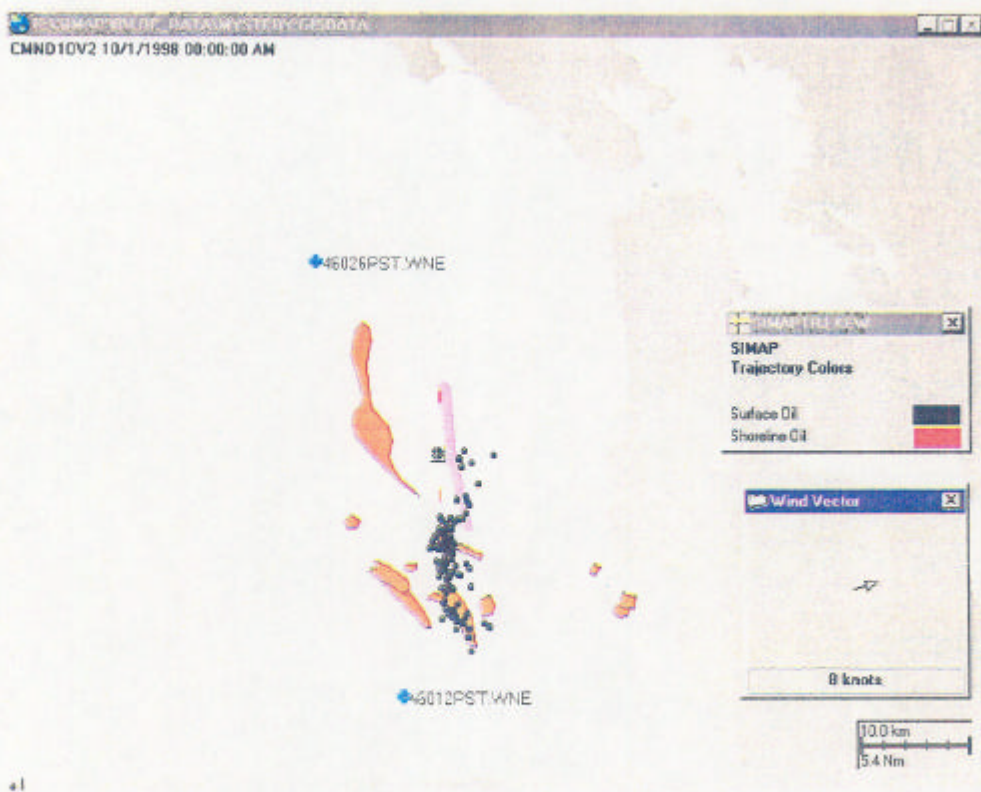 CMND10V2 10/1/1998 00:00:00 AM
46026PST.WNE
SIMAP
Trajectory Colors
Surface Oil
Shoreline Oil
Wind Vector
8 knots
46012PST.WNE
10.0 km
5.4 Nm